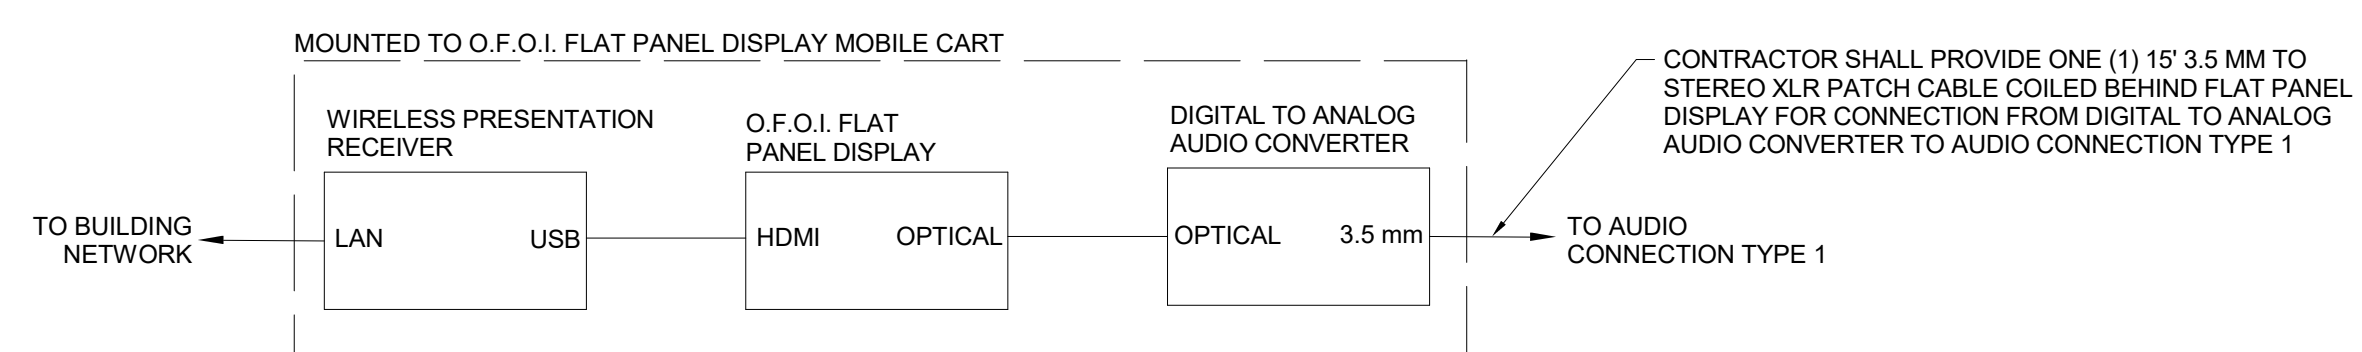 MOUNTED TO O.F.O.I. FLAT PANEL DISPLAY MOBILE CART
CONTRACTOR SHALL PROVIDE ONE (1) 15' 3.5 MM TO
STEREO XLR PATCH CABLE COILED BEHIND FLAT PANEL
DISPLAY FOR CONNECTION FROM DIGITAL TO ANALOG
AUDIO CONVERTER TO AUDIO CONNECTION TYPE 1
WIRELESS PRESENTATION
RECEIVER
O.F.O.I. FLAT
PANEL DISPLAY
DIGITAL TO ANALOG
AUDIO CONVERTER
TO BUILDING
NETWORK
LAN
USB
HDMI
OPTICAL
OPTICAL
3.5 mm
TO AUDIO
CONNECTION TYPE 1